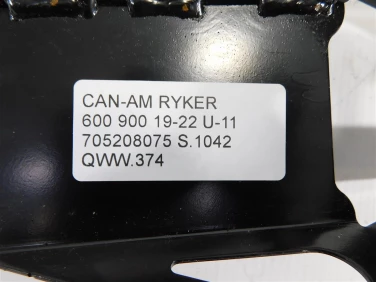 CAN-AM RYKER
600 900 19-22 U-11
705208075 S.1042
QWW.374